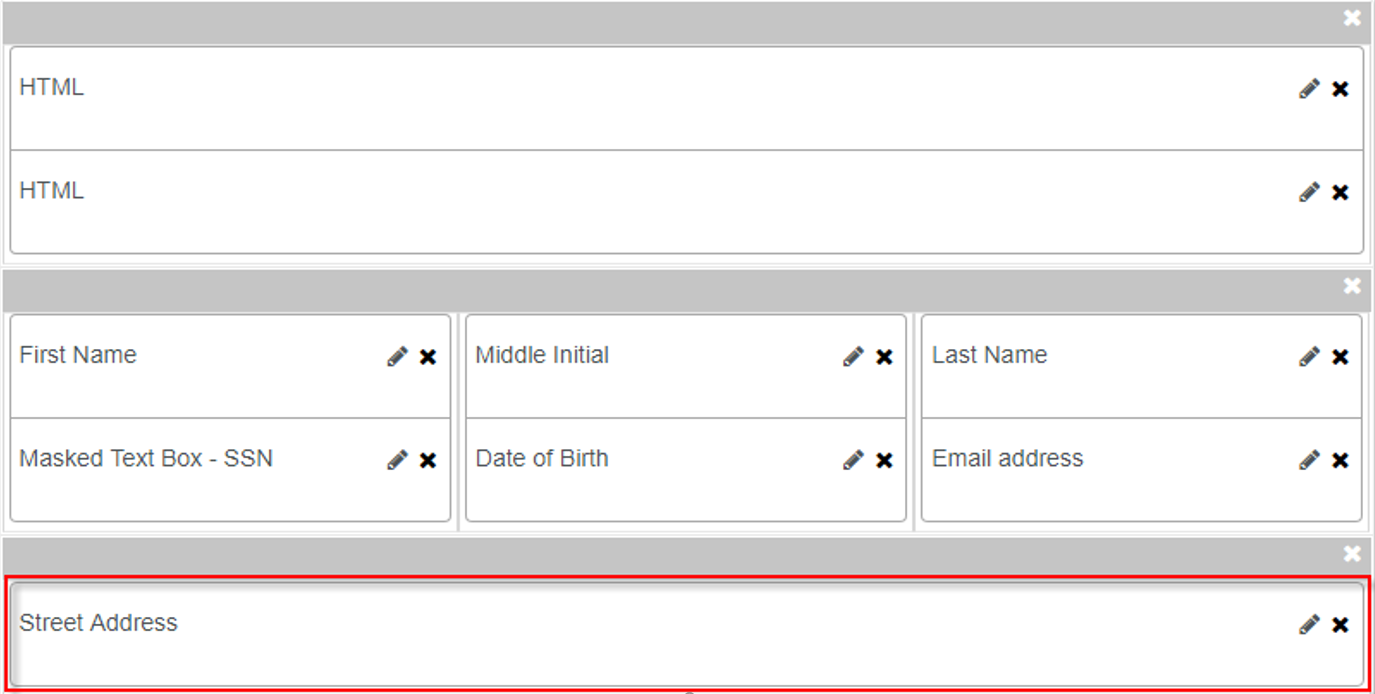 HTML
HTML
First Name
Middle Initial
Last Name
Masked Text Box - SSN
Date of Birth
Email address
Street Address